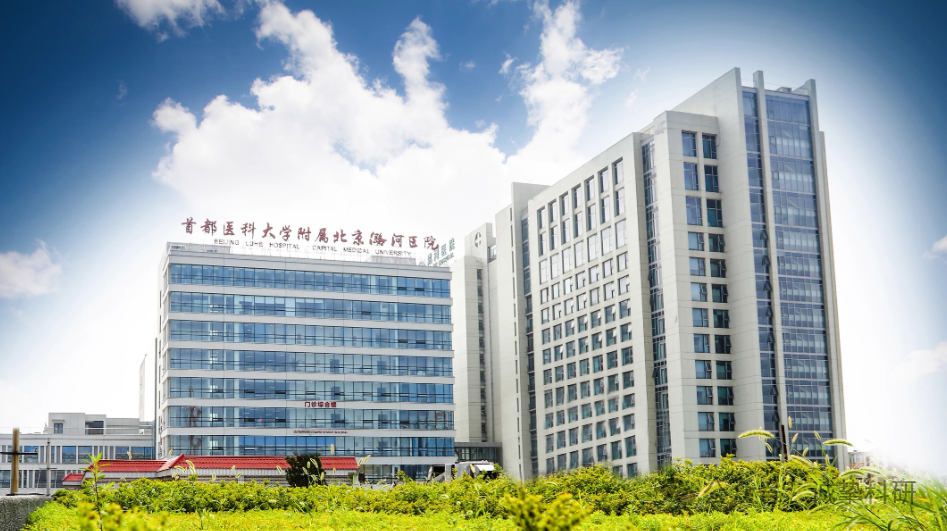 首都医科大学附属北京潞河医院
BEIJING LUHE HOSPITAL CAPITAL MEDICAL UNIVERSITY
门诊综合楼